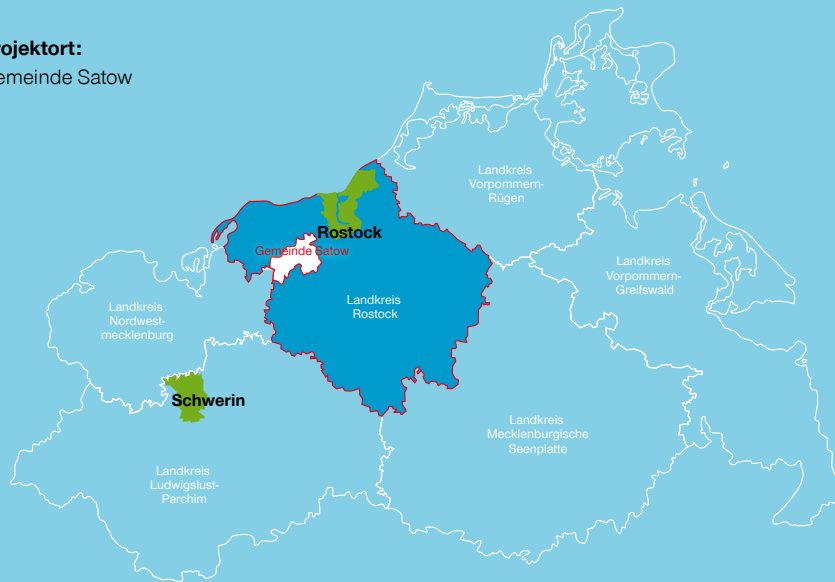 rojektort:
emeinde Satow
Landkreis
Vorpommern-
Rügen
Rostock
Gemeinde Satow
Landkreis
Vorpommern-
Greifswald
Landkreis
Nordwest-
mecklenburg
Landkreis
Rostock
Schwerin
Landkreis
Mecklenburgische
Seenplatte
Landkreis
Ludwigslust-
Parchim